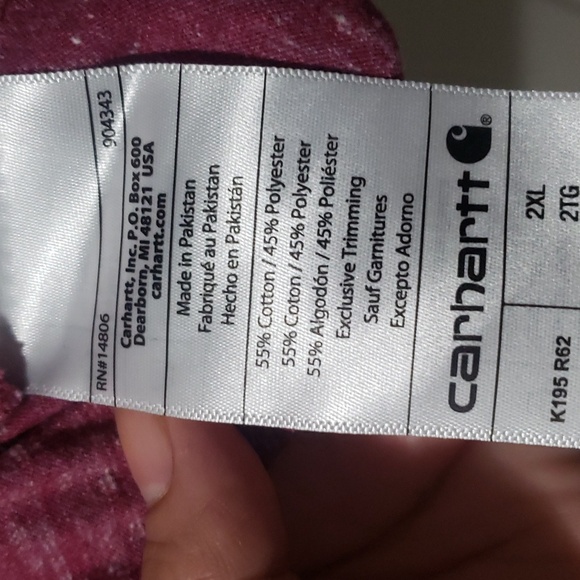 carhartt®
K195 R62
2XL
2TG
55% Cotton / 45% Polyester
55% Coton / 45% Polyester
55% Algodón / 45% Poliéster
Exclusive Trimming
Sauf Garnitures
Excepto Adorno
Made in Pakistan
Fabriqué au Pakistan
Hecho en Pakistán
Carhartt, Inc. P.O. Box 600
Dearborn, MI 48121 USA
carhartt.com
RN#14806 904343